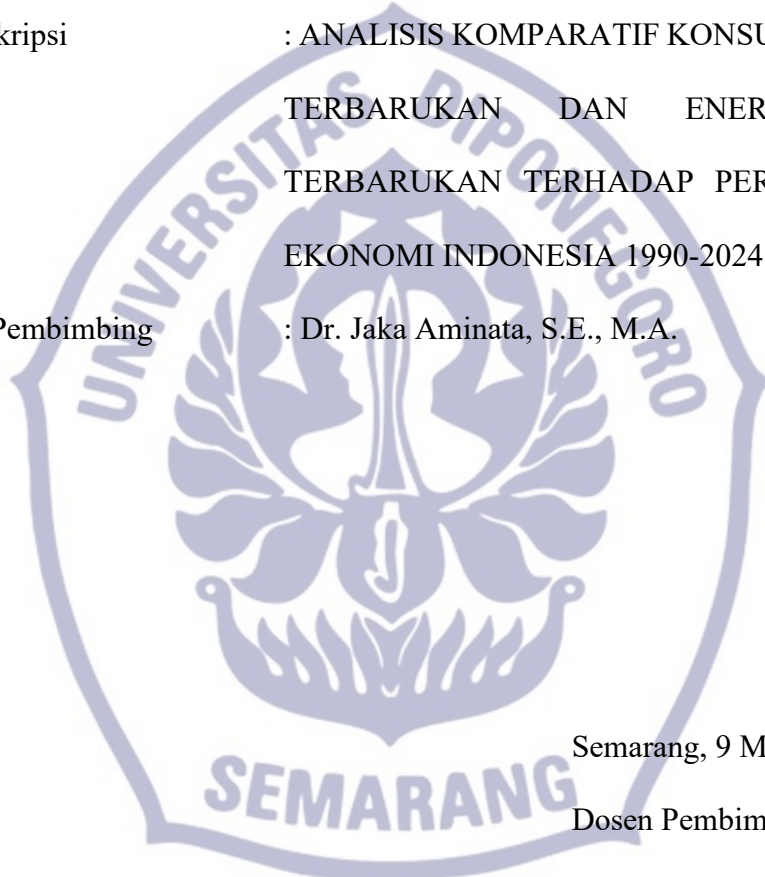 kripsi : ANALISIS KOMPARATIF KONSU
TERBARUKAN DAN ENER
TERBARUKAN TERHADAP PER
EKONOMI INDONESIA 1990-2024
Pembimbing : Dr. Jaka Aminata, S.E., M.A.
UNIVERSITAS DIPONEGORO
SEMARANG
Semarang, 9 M
Dosen Pembim